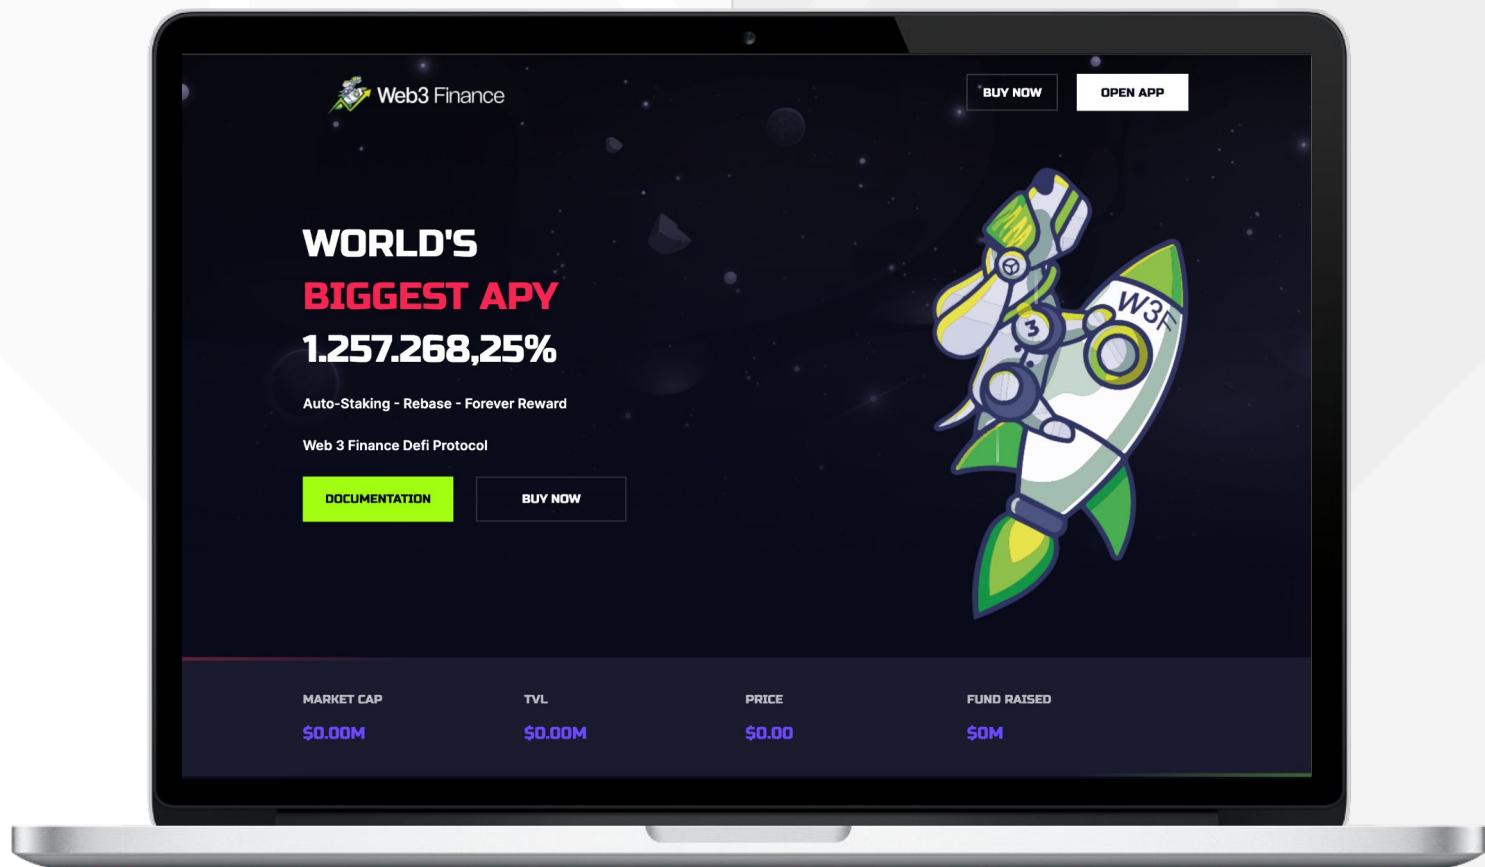 Web3 Finance
BUY NOW
OPEN APP
WORLD'S
BIGGEST APY
1.257.268,25%
Auto-Staking - Rebase - Forever Reward
Web 3 Finance Defi Protocol
DOCUMENTATION
BUY NOW
W3F
3
MARKET CAP
TVL
PRICE
FUND RAISED
$0.00M
$0.00M
$0.00
$0M